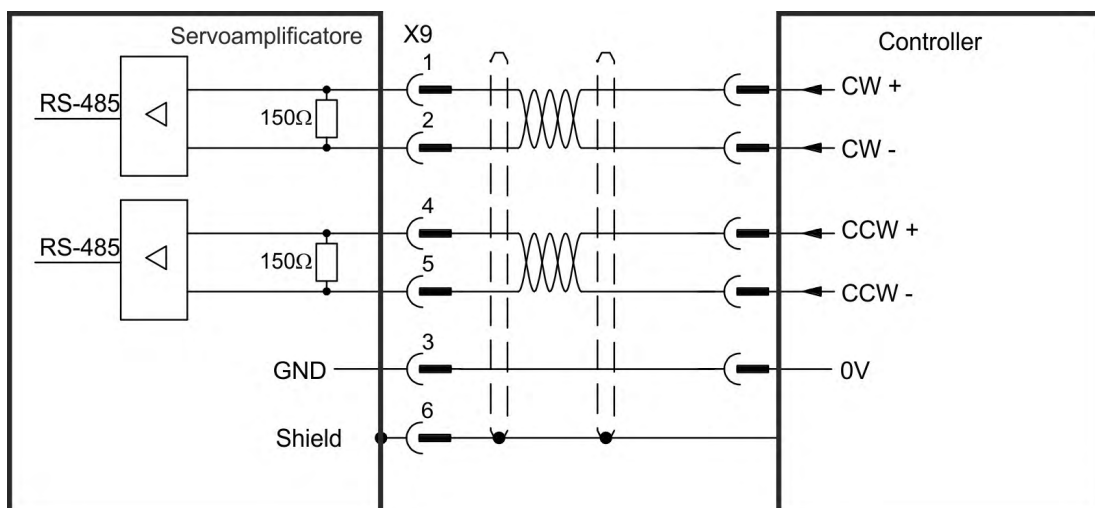 Servoamplificatore
X9
Controller
1
CW +
RS-485
150Ω
2
CW -
4
CCW +
RS-485
150Ω
5
CCW -
3
GND
0V
6
Shield